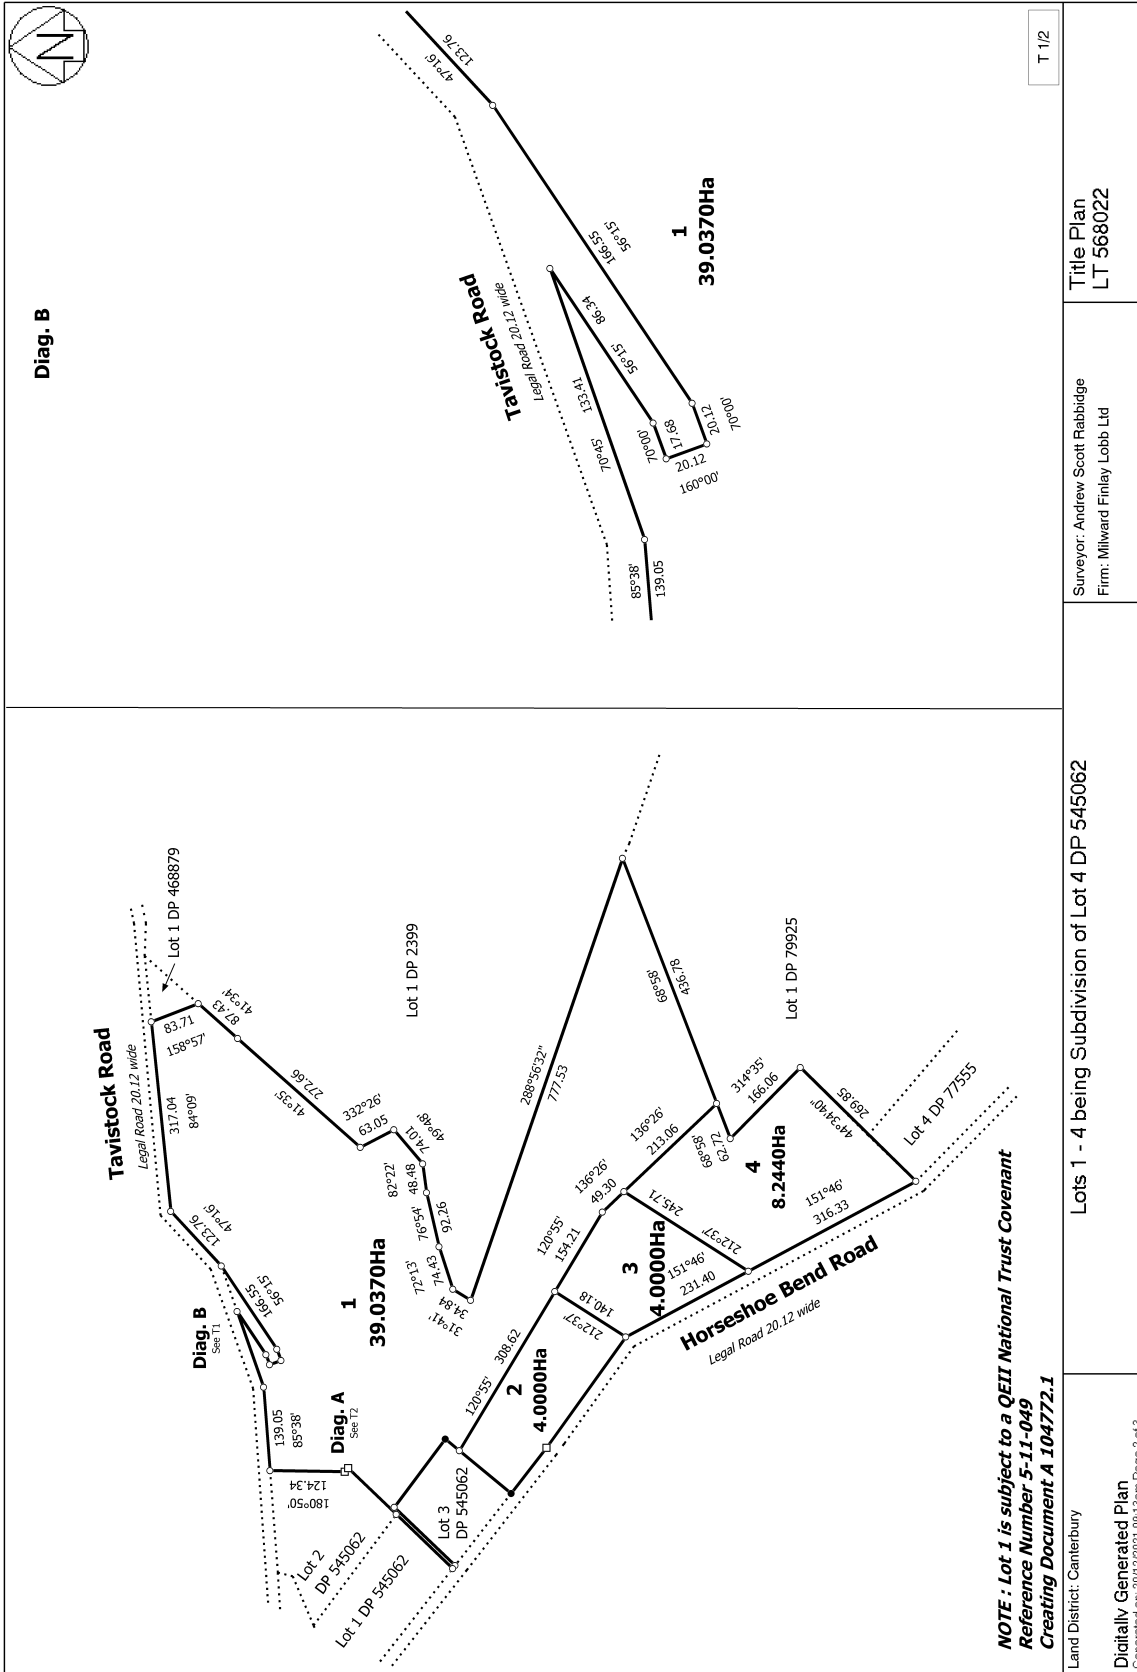 N
Diag. B
47°16'
123.76
Tavistock Road
Legal Road 20.12 wide
166.55
56°15'
86.34
56°15'
133.41
70°45'
70°00'
17.68
20.12
70°00'
20.12
160°00'
85°38'
139.05
1
39.0370Ha
T 1/2
Tavistock Road
Legal Road 20.12 wide
Lot 1 DP 468879
83.71
158°57'
87.43
41°34'
317.04
84°09'
272.66
41°35'
Lot 1 DP 2399
332°26'
63.05
49°48'
74.01
82°22'
48.48
76°54'
92.26
72°13'
74.43
34.84
31°41'
123.76
47°16'
166.55
56°15'
Diag. B
See T1
1
39.0370Ha
139.05
85°38'
Diag. A
See T2
180°50'
124.34
288°56'32"
777.53
68°58'
436.78
Lot 1 DP 79925
314°35'
166.06
136°26'
213.06
68°58'
62.72
136°26'
49.30
120°55'
154.21
120°55'
308.62
2
4.0000Ha
3
4.0000Ha
4
8.2440Ha
245.71
212°37'
140.18
212°37'
151°46'
231.40
151°46'
316.33
44°34'40"
269.85
Lot 4 DP 77555
Horseshoe Bend Road
Legal Road 20.12 wide
Lot 2
DP 545062
Lot 1 DP 545062
Lot 3
DP 545062
NOTE : Lot 1 is subject to a QEII National Trust Covenant
Reference Number 5-11-049
Creating Document A 104772.1
Land District: Canterbury
Digitally Generated Plan
Lots 1 - 4 being Subdivision of Lot 4 DP 545062
Surveyor: Andrew Scott Rabbidge
Firm: Milward Finlay Lobb Ltd
Title Plan
LT 568022